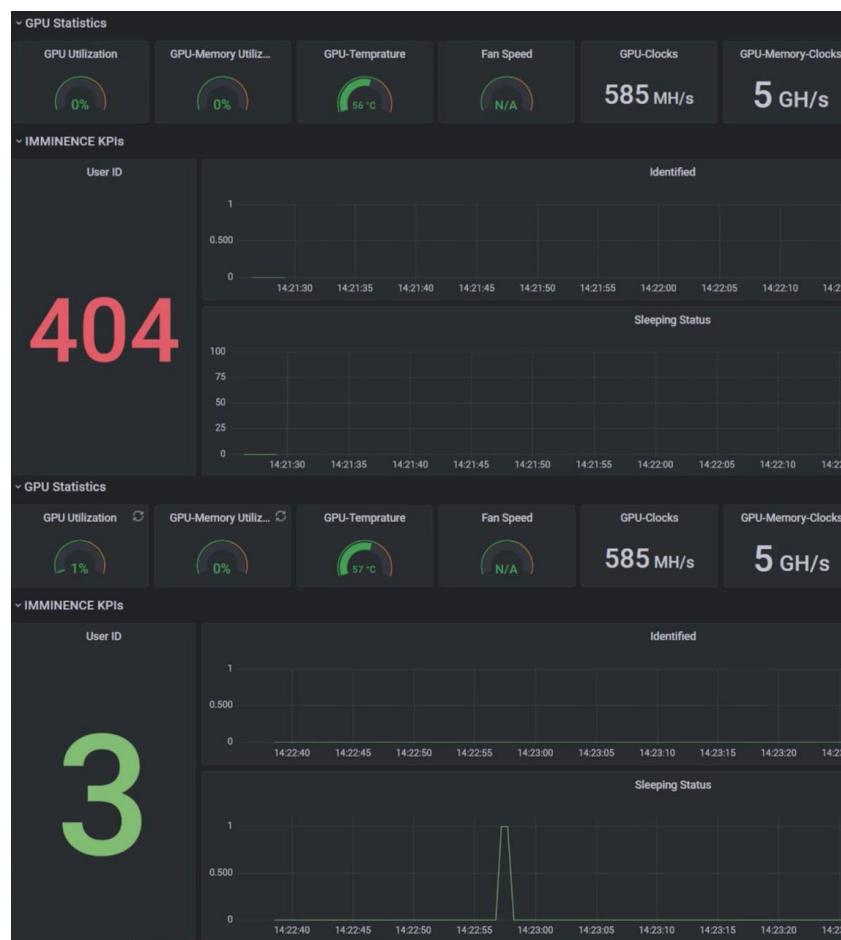 GPU Statistics
GPU Utilization GPU-Memory Utiliz... GPU-Temprature Fan Speed GPU-Clocks GPU-Memory-Clocks
0% 0% 56 °C N/A 585 MH/s 5 GH/s
IMMINENCE KPIs
User ID
404
Identified
1
0.500
0
14:21:30 14:21:35 14:21:40 14:21:45 14:21:50 14:21:55 14:22:00 14:22:05 14:22:10 14:2
Sleeping Status
100
75
50
25
0
14:21:30 14:21:35 14:21:40 14:21:45 14:21:50 14:21:55 14:22:00 14:22:05 14:22:10 14:22
GPU Statistics
GPU Utilization GPU-Memory Utiliz... GPU-Temprature Fan Speed GPU-Clocks GPU-Memory-Clocks
1% 0% 57 °C N/A 585 MH/s 5 GH/s
IMMINENCE KPIs
User ID
3
Identified
1
0.500
0
14:22:40 14:22:45 14:22:50 14:22:55 14:23:00 14:23:05 14:23:10 14:23:15 14:23:20 14:23
Sleeping Status
1
0.500
0
14:22:40 14:22:45 14:22:50 14:22:55 14:23:00 14:23:05 14:23:10 14:23:15 14:23:20 14:23